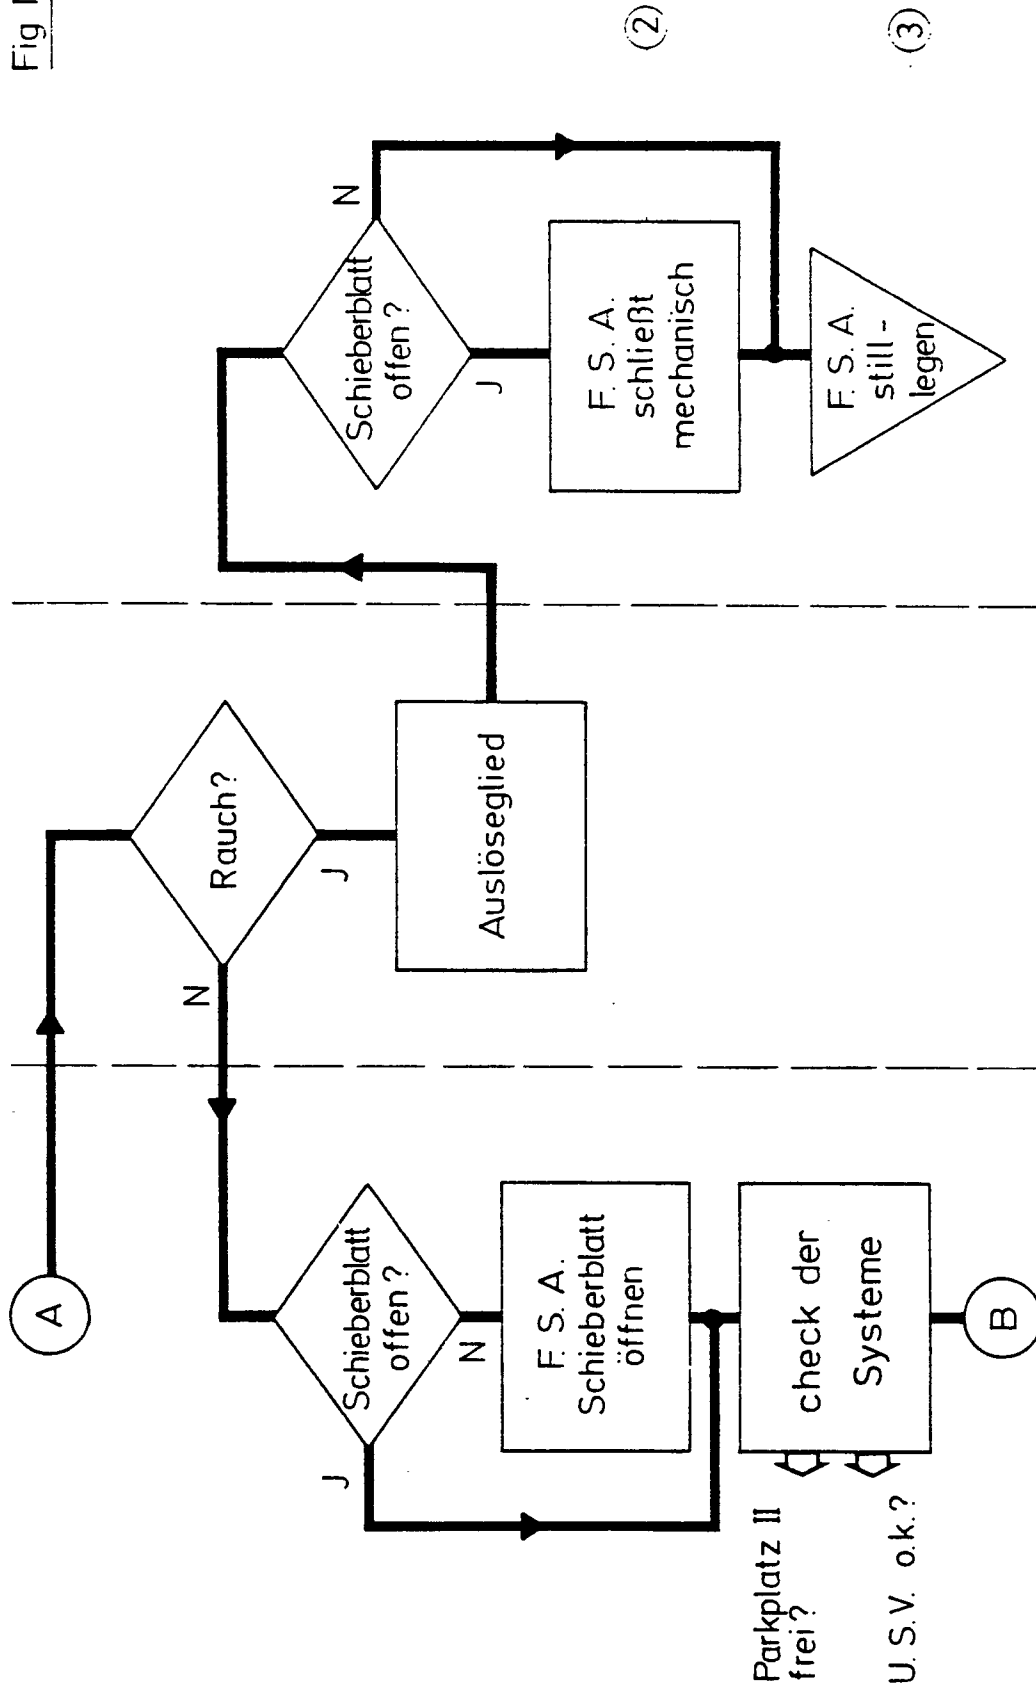 Fig
A
Rauch?
N
J
Schieberblatt
offen?
J
N
F. S. A.
Schieberblatt
öffnen
check der
Systeme
Parkplatz II
frei?
U.S.V. o.k.?
B
Auslöseglied
Schieberblatt
offen?
N
J
F. S. A.
schließt
mechanisch
F. S. A.
still-
legen
2
3